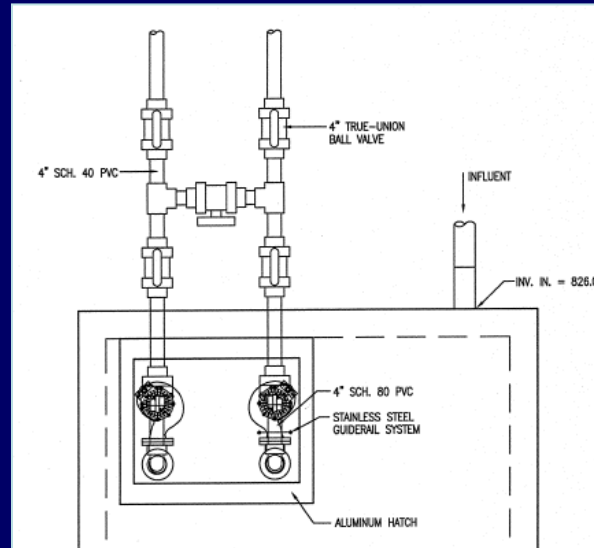 4" TRUE-UNION
BALL VALVE
4" SCH. 40 PVC
INFLUENT
INV. IN. = 826.
4" SCH. 80 PVC
STAINLESS STEEL
GUIDERAIL SYSTEM
ALUMINUM HATCH